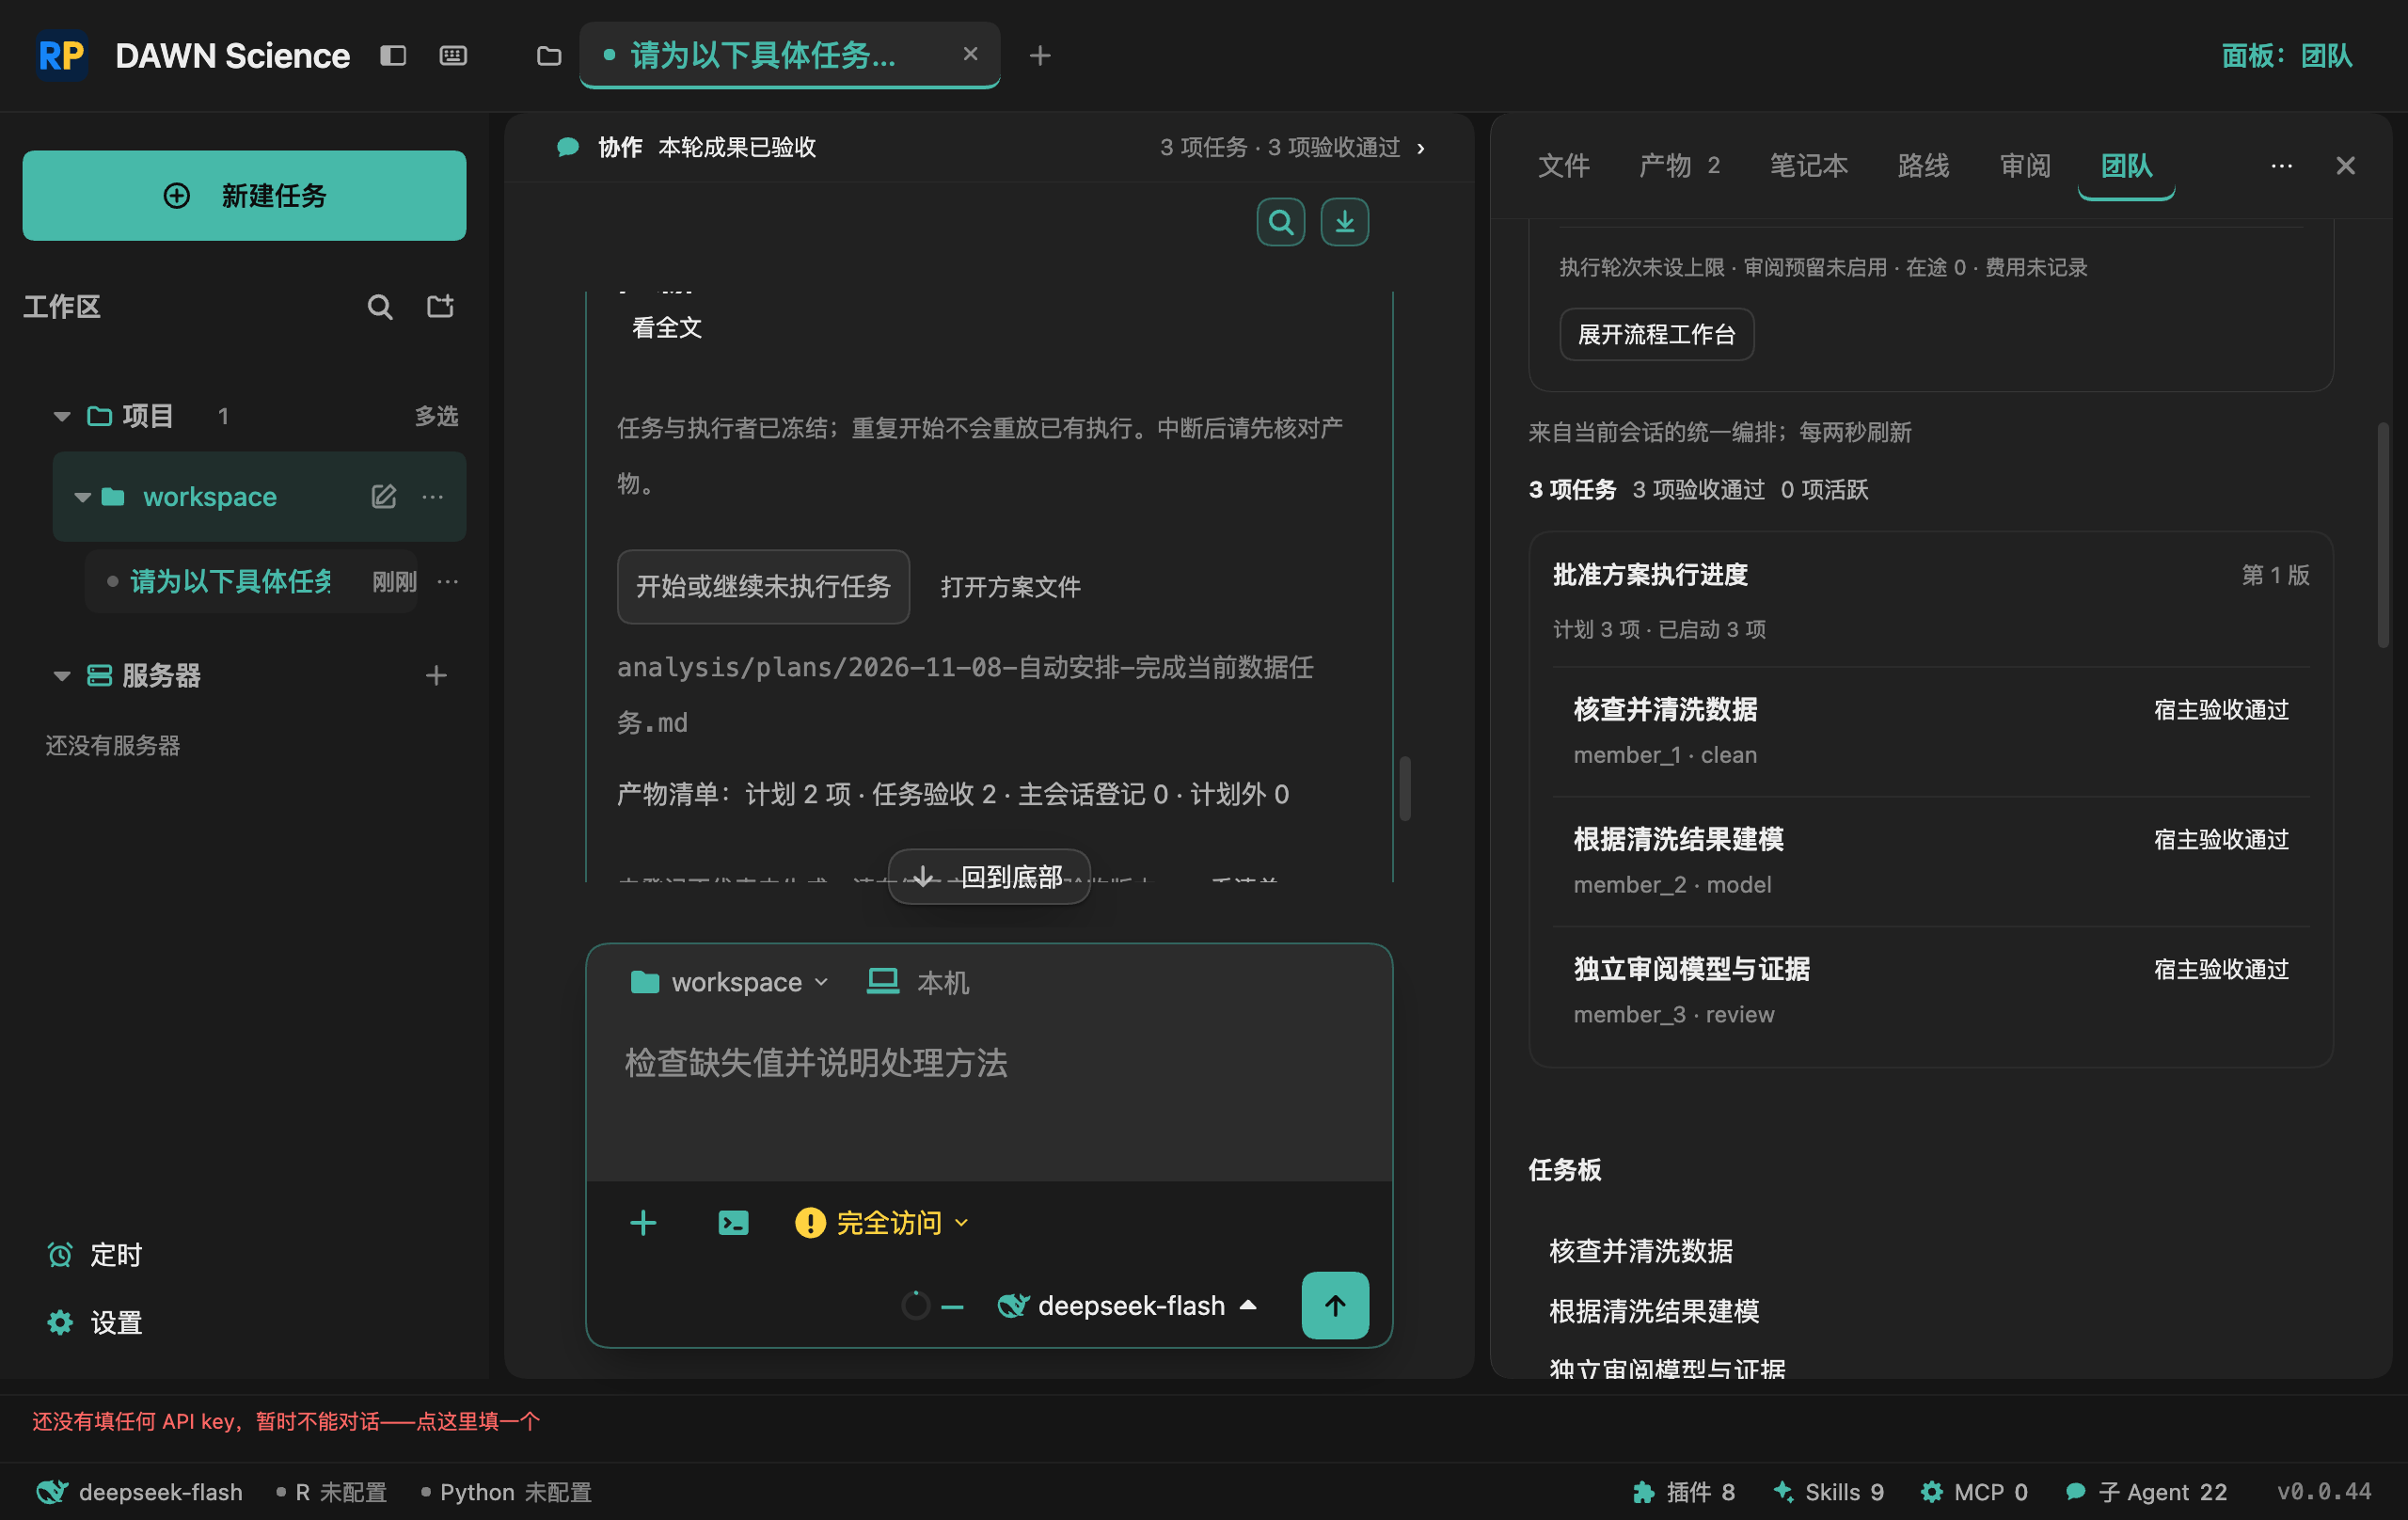 RP DAWN Science
请为以下具体任务...
面板：团队
新建任务
工作区
项目 1 多选
workspace
请为以下具体任务 刚刚
服务器
还没有服务器
定时
设置
协作 本轮成果已验收 3 项任务 · 3 项验收通过
看全文
任务与执行者已冻结；重复开始不会重放已有执行。中断后请先核对产
物。
开始或继续未执行任务 打开方案文件
analysis/plans/2026-11-08-自动安排-完成当前数据任
务.md
产物清单：计划 2 项 · 任务验收 2 · 主会话登记 0 · 计划外 0
回到底部
workspace 本机
检查缺失值并说明处理方法
完全访问
deepseek-flash
文件 产物 2 笔记本 路线 审阅 团队
执行轮次未设上限 · 审阅预留未启用 · 在途 0 · 费用未记录
展开流程工作台
来自当前会话的统一编排；每两秒刷新
3 项任务 3 项验收通过 0 项活跃
批准方案执行进度 第 1 版
计划 3 项 · 已启动 3 项
核查并清洗数据 宿主验收通过
member_1 · clean
根据清洗结果建模 宿主验收通过
member_2 · model
独立审阅模型与证据 宿主验收通过
member_3 · review
任务板
核查并清洗数据
根据清洗结果建模
独立审阅模型与证据
还没有填任何 API key，暂时不能对话——点这里填一个
deepseek-flash R 未配置 Python 未配置
插件 8 Skills 9 MCP 0 子 Agent 22 v0.0.44